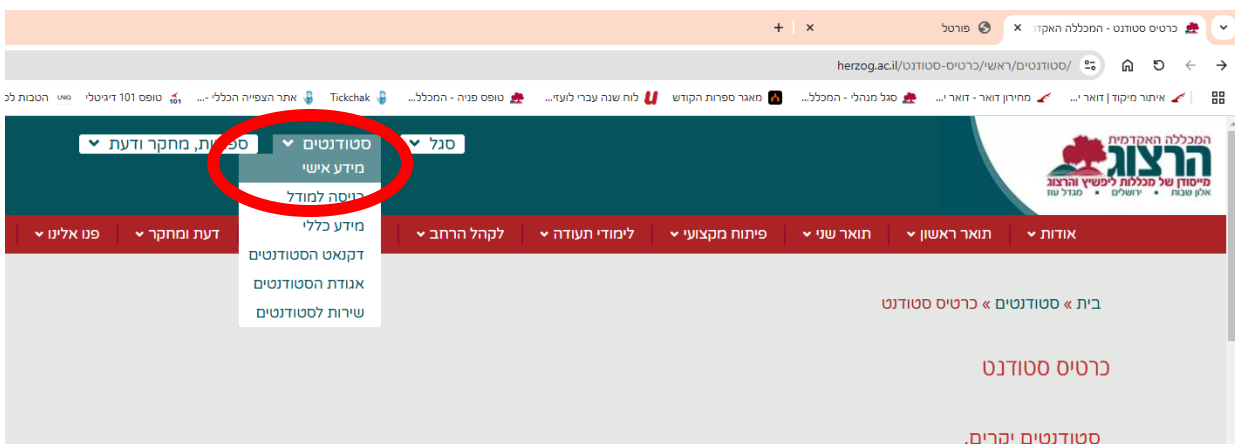 כרטיס סטודנט - המכללה האקדמ
פורטל
herzog.ac.il/סטודנטים/ראשי/כרטיס-סטודנט/
איתור מיקוד | דואר י...
מחירון דואר - דואר י...
סגל מנהלי - המכלל...
מאגר ספרות הקודש
לוח שנה עברי לועזי...
טופס פניה - המכלל...
Tickchak
אתר הצפייה הכללי -...
טופס 101 דיגיטלי
הטבות לכ
המכללה האקדמית
הרצוג
מייסודן של מכללות ליפשיץ והרצוג
אלון שבות • ירושלים • מגדל עוז
סגל
סטודנטים
ספריות, מחקר ודעת
מידע אישי
כניסה למודל
מידע כללי
דקנאט הסטודנטים
אגודת הסטודנטים
שירות לסטודנטים
אודות
תואר ראשון
תואר שני
פיתוח מקצועי
לימודי תעודה
לקהל הרחב
דעת ומחקר
פנו אלינו
בית » סטודנטים » כרטיס סטודנט
כרטיס סטודנט
סטודנטים יקרים,